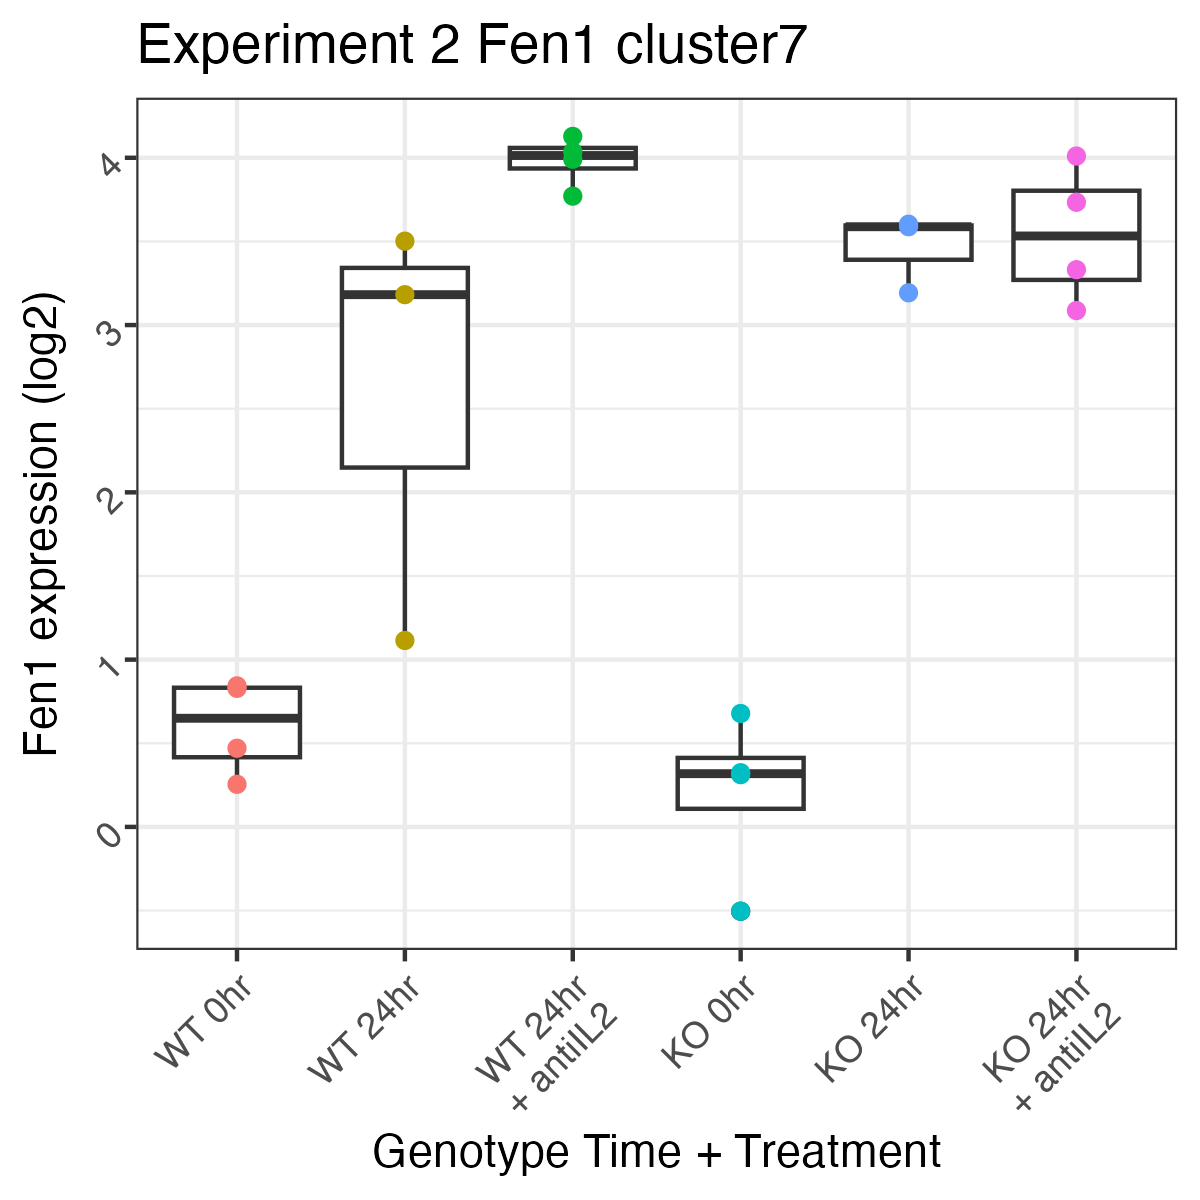 Experiment 2 Fen1 cluster7
Fen1 expression (log2)
4
3
2
1
0
WT 0hr
WT 24hr
WT 24hr
+ antiIL2
KO 0hr
KO 24hr
KO 24hr
+ antiIL2
Genotype Time + Treatment